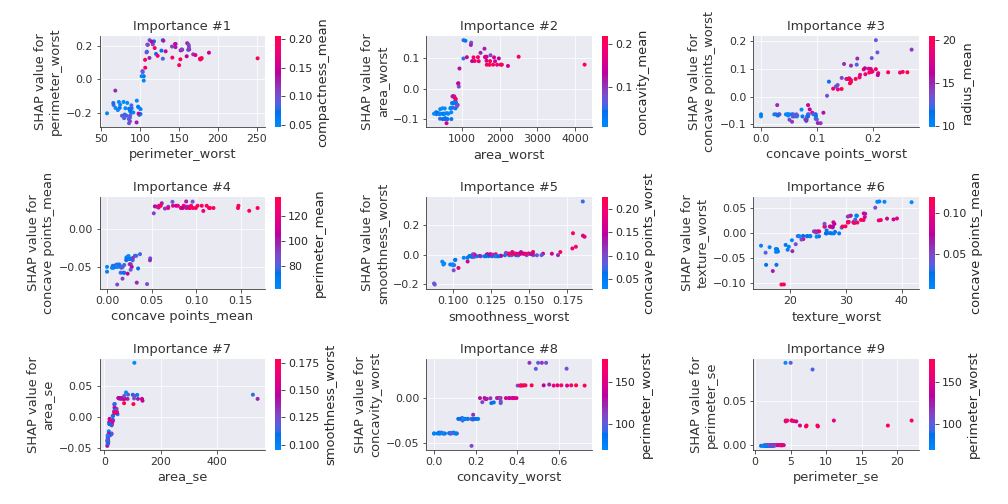 Importance #1
SHAP value for
perimeter_worst
0.2
0.0
−0.2
50
100
150
200
250
perimeter_worst
0.20
0.15
0.10
0.05
compactness_mean
Importance #2
SHAP value for
area_worst
0.1
0.0
−0.1
1000
2000
3000
4000
area_worst
0.2
0.1
concavity_mean
Importance #3
SHAP value for
concave points_worst
0.2
0.1
0.0
−0.1
0.0
0.1
0.2
concave points_worst
20
15
10
radius_mean
Importance #4
SHAP value for
concave points_mean
0.00
−0.05
0.00
0.05
0.10
0.15
concave points_mean
120
100
80
perimeter_mean
Importance #5
SHAP value for
smoothness_worst
0.2
0.0
−0.2
0.100
0.125
0.150
0.175
smoothness_worst
0.20
0.15
0.10
0.05
concave points_worst
Importance #6
SHAP value for
texture_worst
0.05
0.00
−0.05
−0.10
20
30
40
texture_worst
0.10
0.05
concave points_mean
Importance #7
SHAP value for
area_se
0.05
0.00
−0.05
0
200
400
area_se
0.175
0.150
0.125
0.100
smoothness_worst
Importance #8
SHAP value for
concavity_worst
0.00
−0.05
0.0
0.2
0.4
0.6
concavity_worst
150
100
perimeter_worst
Importance #9
SHAP value for
perimeter_se
0.05
0.00
0
5
10
15
20
perimeter_se
150
100
perimeter_worst